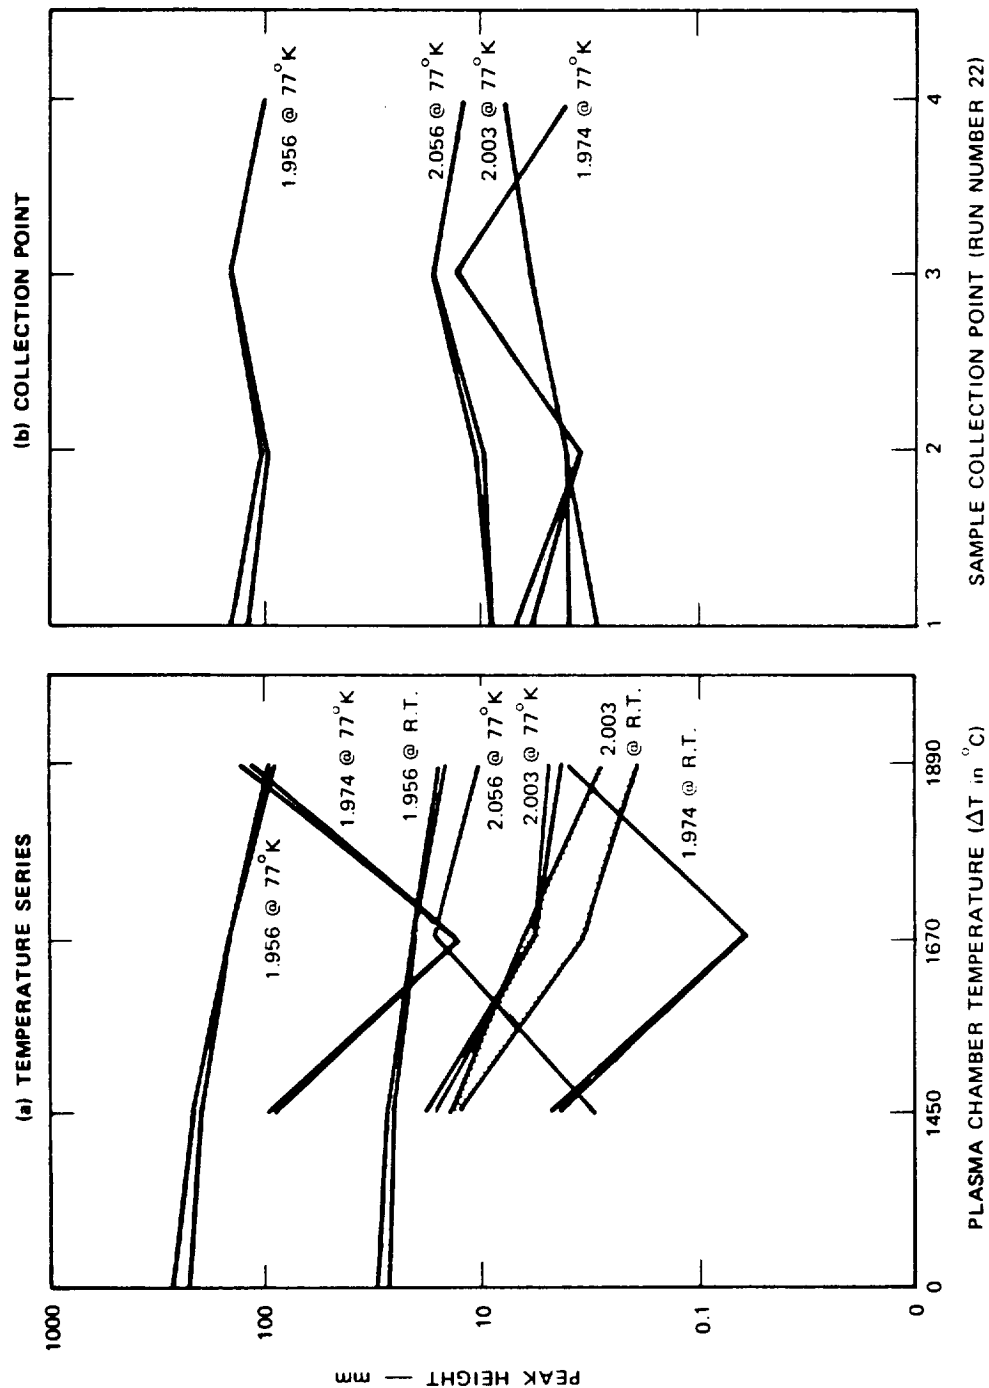 (a) TEMPERATURE SERIES
(b) COLLECTION POINT
PEAK HEIGHT — mm
1000
100
10
0.1
0
1.956 @ 77°K
1.974 @ 77°K
1.956 @ R.T.
2.056 @ 77°K
2.003 @ 77°K
2.003
@ R.T.
1.974 @ R.T.
0
1450
1670
1890
PLASMA CHAMBER TEMPERATURE (ΔT in °C)
1.956 @ 77°K
2.056 @ 77°K
2.003 @ 77°K
1.974 @ 77°K
1
2
3
4
SAMPLE COLLECTION POINT (RUN NUMBER 22)